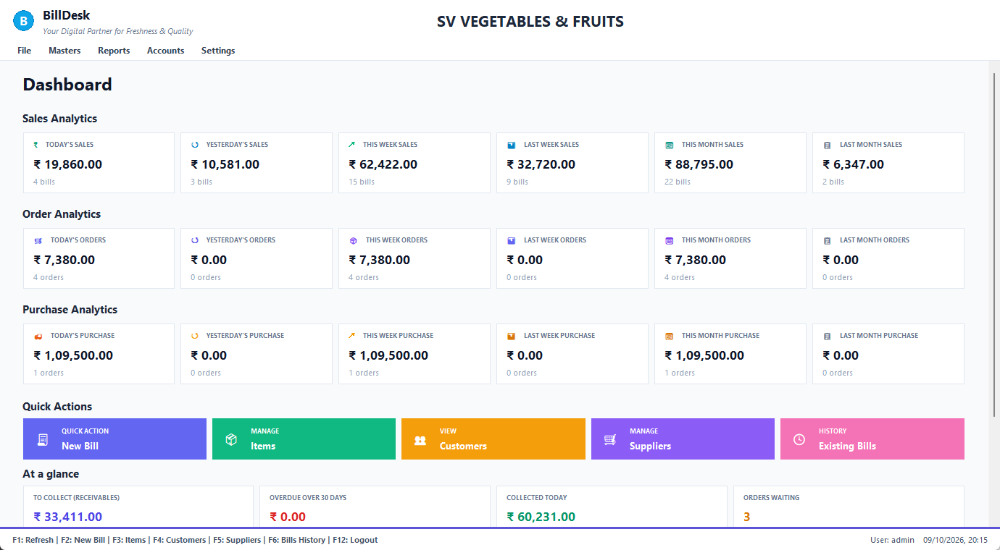 B
BillDesk
Your Digital Partner for Freshness & Quality
SV VEGETABLES & FRUITS
File Masters Reports Accounts Settings
Dashboard
Sales Analytics
₹ TODAY'S SALES
₹ 19,860.00
4 bills
YESTERDAY'S SALES
₹ 10,581.00
3 bills
THIS WEEK SALES
₹ 62,422.00
15 bills
LAST WEEK SALES
₹ 32,720.00
9 bills
THIS MONTH SALES
₹ 88,795.00
22 bills
LAST MONTH SALES
₹ 6,347.00
2 bills
Order Analytics
TODAY'S ORDERS
₹ 7,380.00
4 orders
YESTERDAY'S ORDERS
₹ 0.00
0 orders
THIS WEEK ORDERS
₹ 7,380.00
4 orders
LAST WEEK ORDERS
₹ 0.00
0 orders
THIS MONTH ORDERS
₹ 7,380.00
4 orders
LAST MONTH ORDERS
₹ 0.00
0 orders
Purchase Analytics
TODAY'S PURCHASE
₹ 1,09,500.00
1 orders
YESTERDAY'S PURCHASE
₹ 0.00
0 orders
THIS WEEK PURCHASE
₹ 1,09,500.00
1 orders
LAST WEEK PURCHASE
₹ 0.00
0 orders
THIS MONTH PURCHASE
₹ 1,09,500.00
1 orders
LAST MONTH PURCHASE
₹ 0.00
0 orders
Quick Actions
QUICK ACTION
New Bill
MANAGE
Items
VIEW
Customers
MANAGE
Suppliers
HISTORY
Existing Bills
At a glance
TO COLLECT (RECEIVABLES)
₹ 33,411.00
OVERDUE OVER 30 DAYS
₹ 0.00
COLLECTED TODAY
₹ 60,231.00
ORDERS WAITING
3
F1: Refresh | F2: New Bill | F3: Items | F4: Customers | F5: Suppliers | F6: Bills History | F12: Logout
User: admin 09/10/2026, 20:15